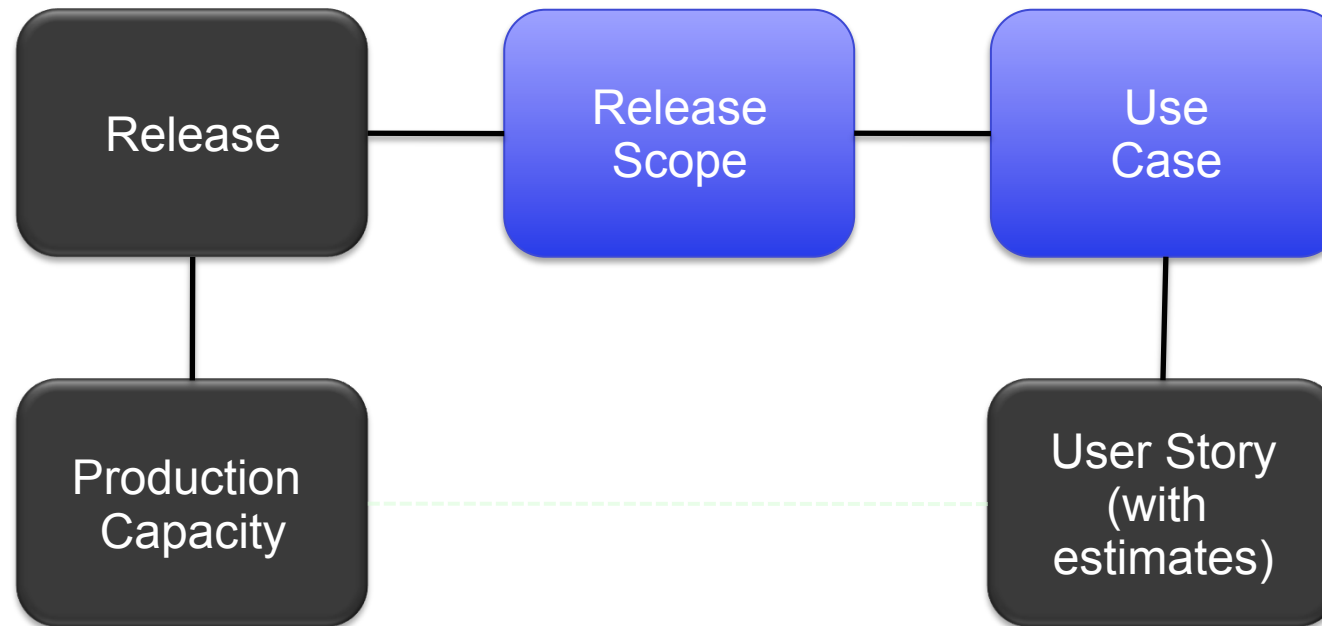 Release
Release
Scope
Use
Case
Production
Capacity
User Story
(with
estimates)